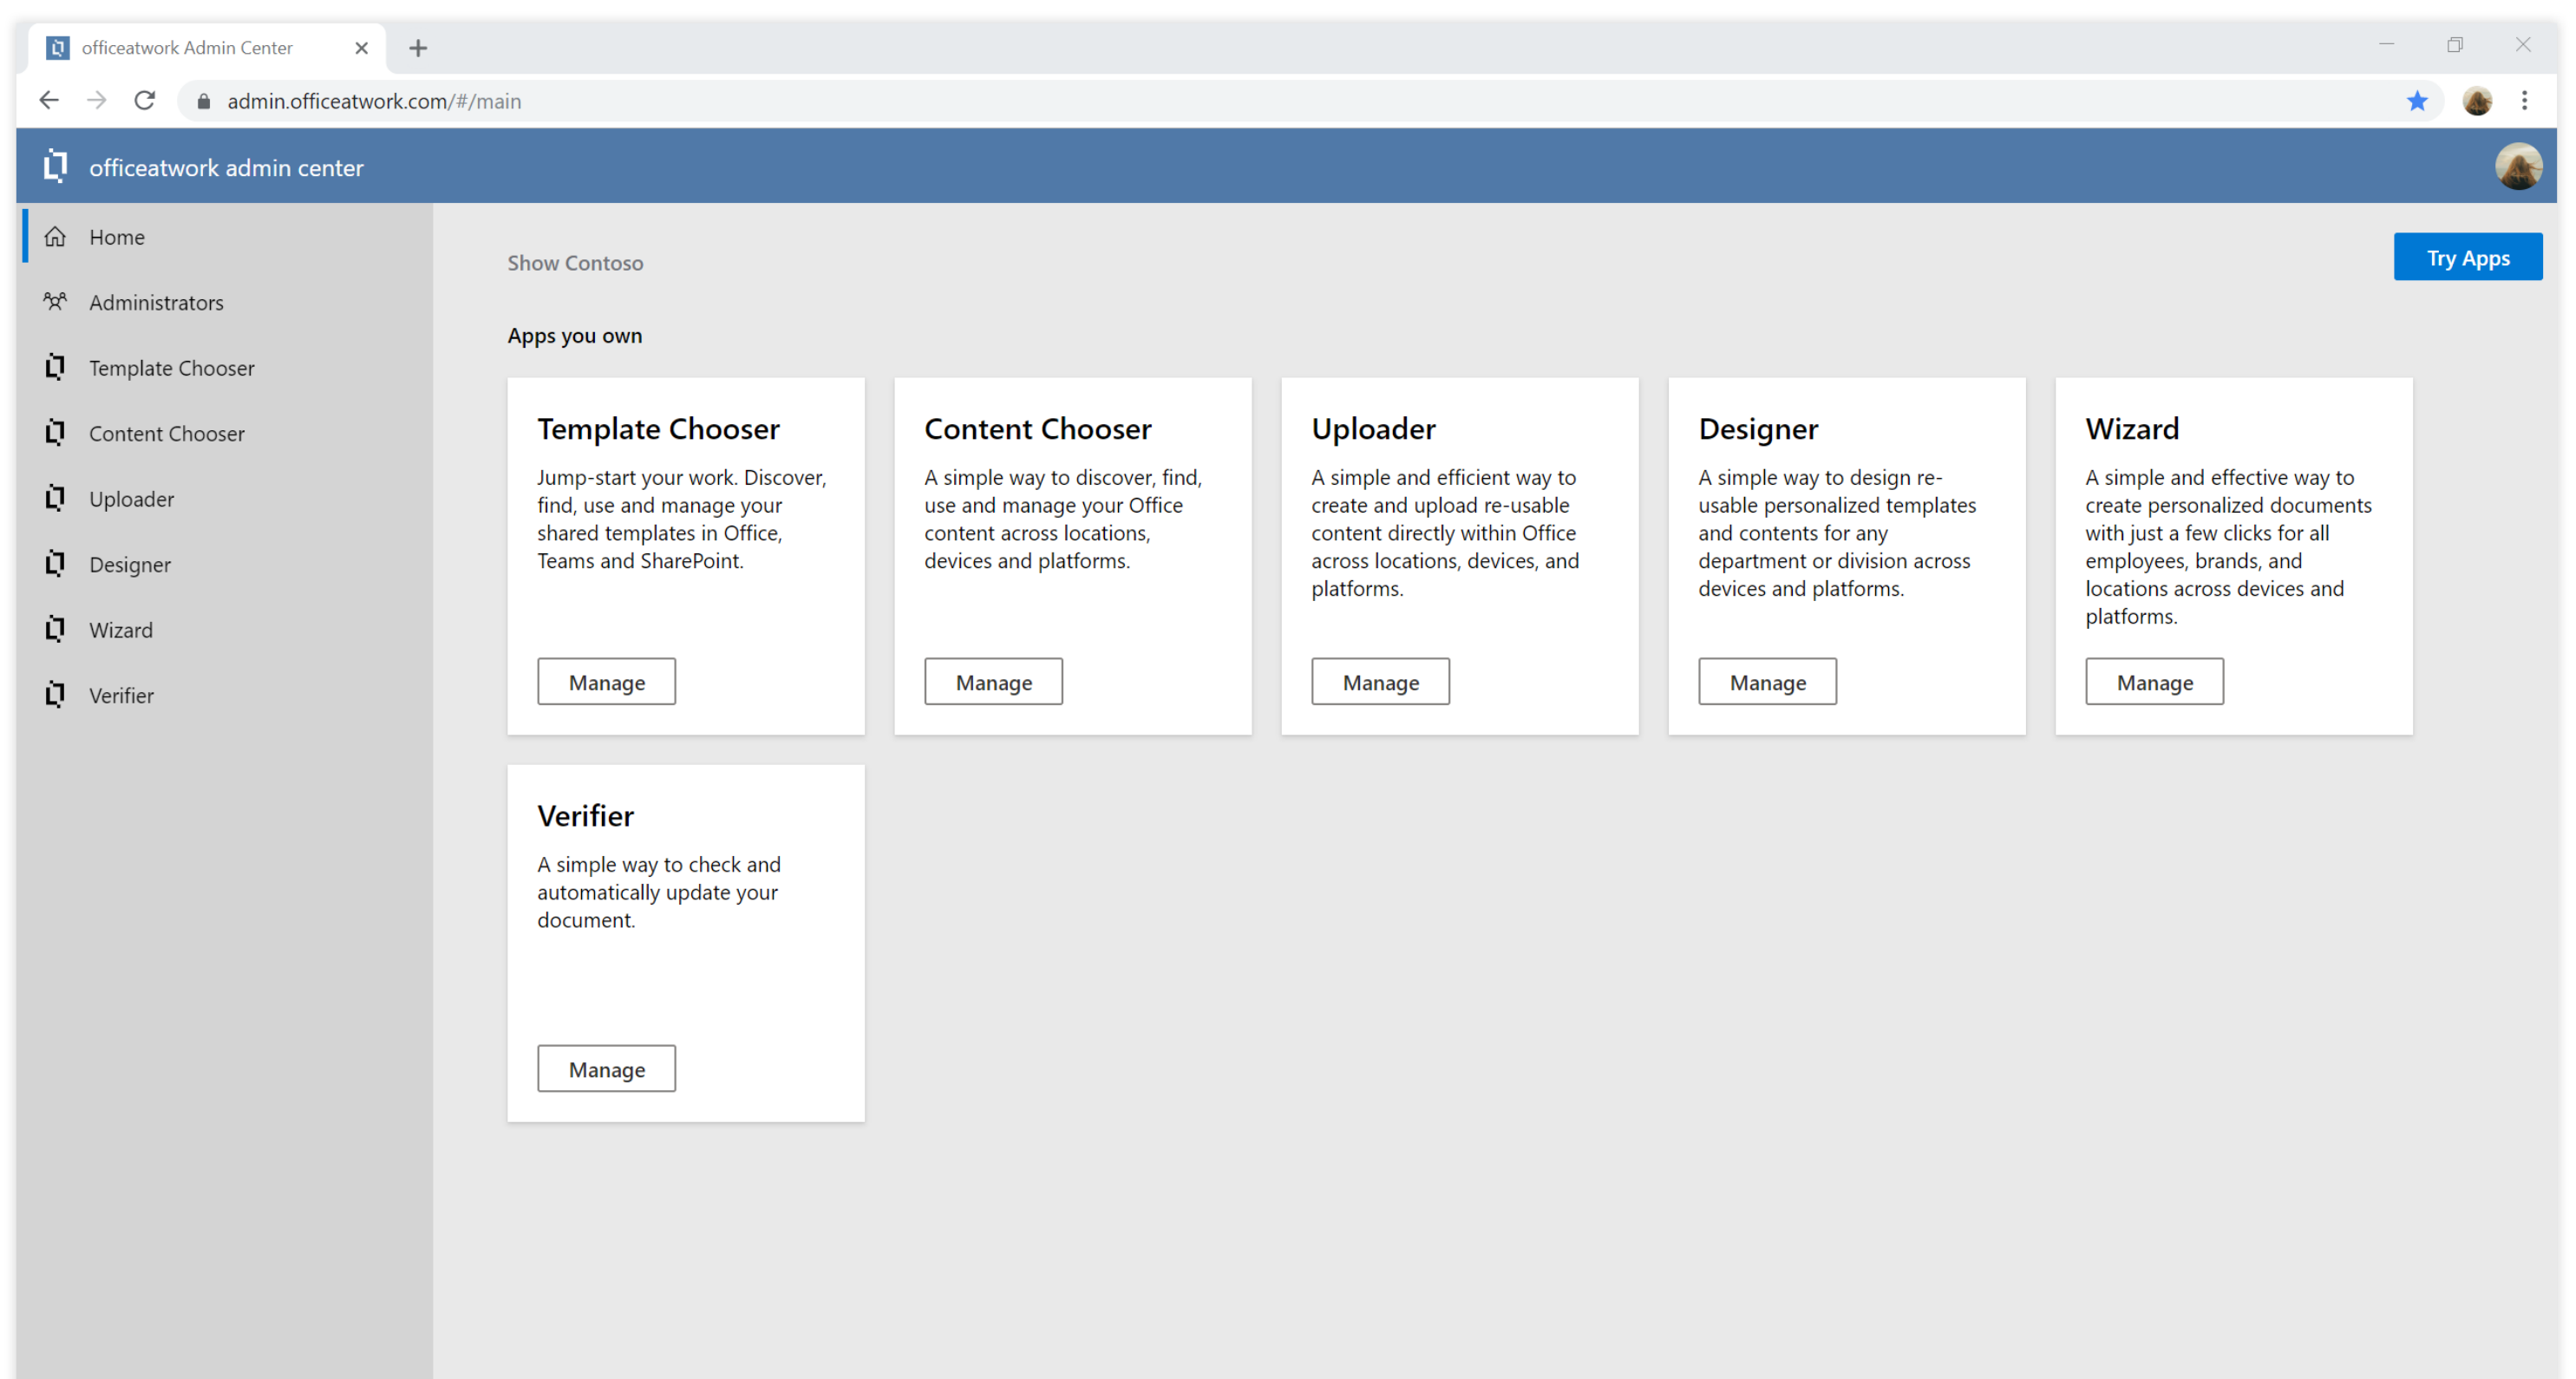 officeatwork Admin Center
admin.officeatwork.com/#/main
officeatwork admin center
Home
Administrators
Template Chooser
Content Chooser
Uploader
Designer
Wizard
Verifier
Show Contoso
Try Apps
Apps you own
Template Chooser
Jump-start your work. Discover,
find, use and manage your
shared templates in Office,
Teams and SharePoint.
Manage
Content Chooser
A simple way to discover, find,
use and manage your Office
content across locations,
devices and platforms.
Manage
Uploader
A simple and efficient way to
create and upload re-usable
content directly within Office
across locations, devices, and
platforms.
Manage
Designer
A simple way to design re-
usable personalized templates
and contents for any
department or division across
devices and platforms.
Manage
Wizard
A simple and effective way to
create personalized documents
with just a few clicks for all
employees, brands, and
locations across devices and
platforms.
Manage
Verifier
A simple way to check and
automatically update your
document.
Manage